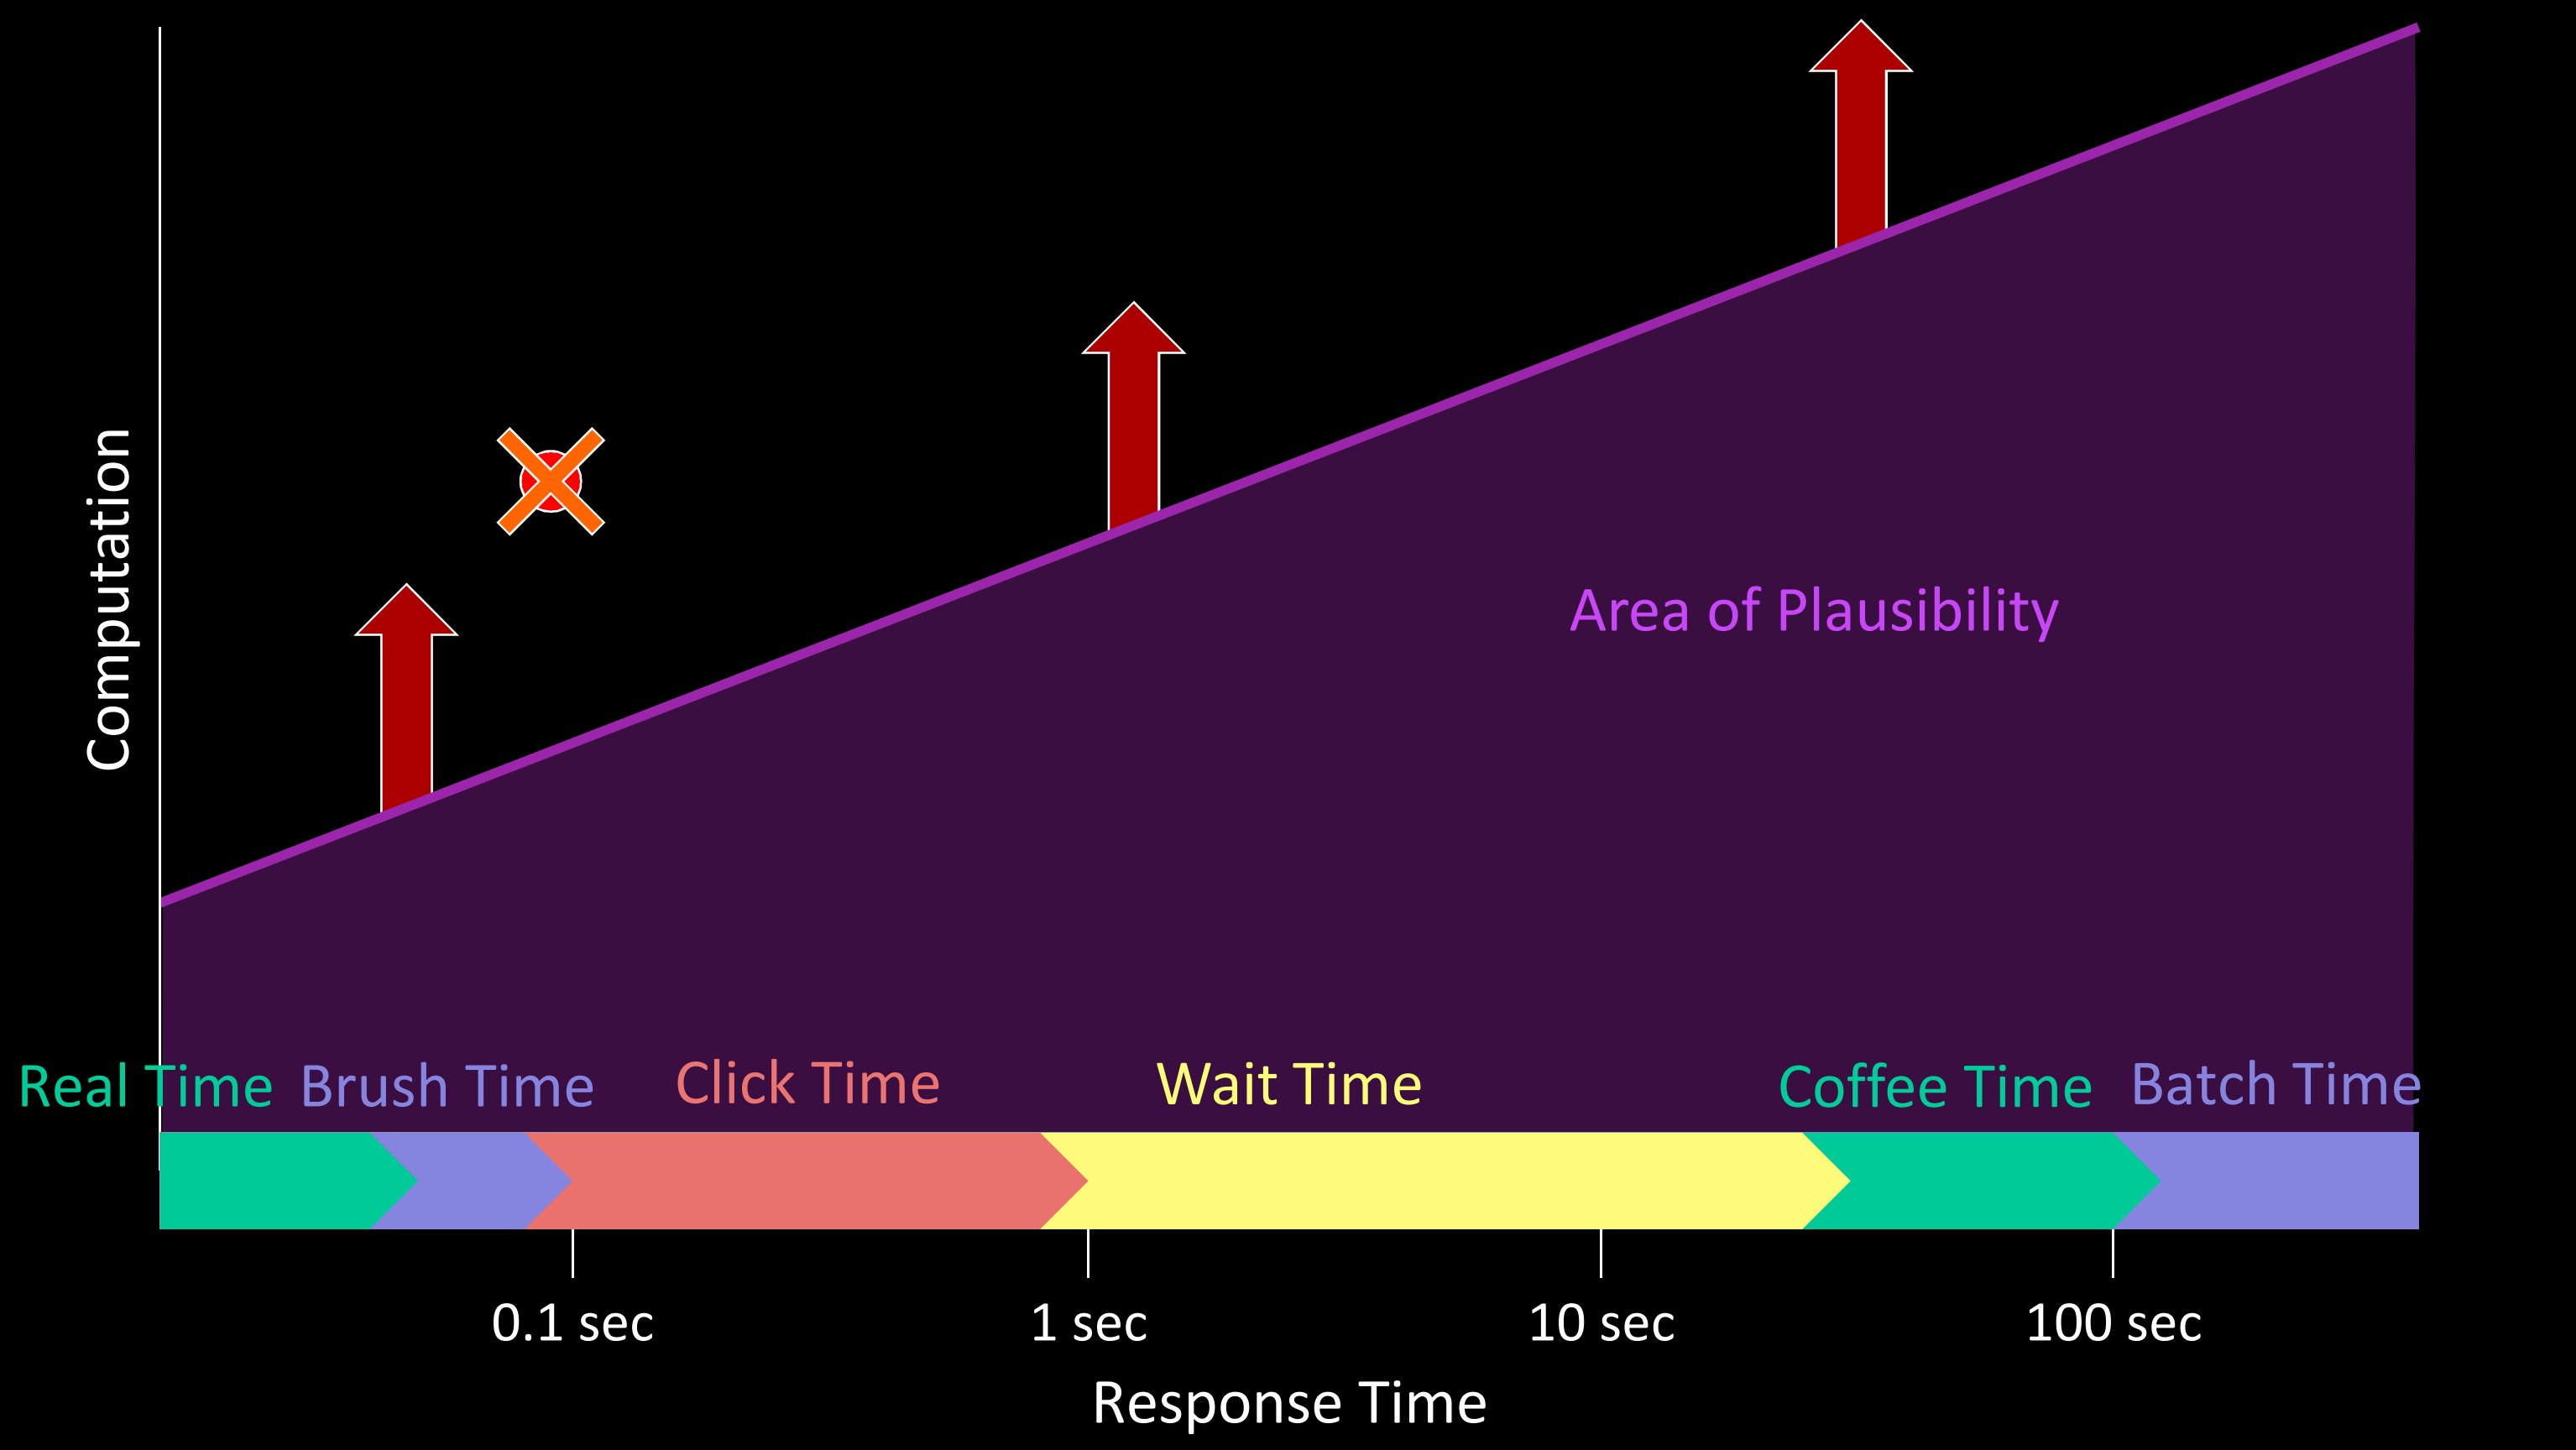 Computation
Area of Plausibility
Real Time
Brush Time
Click Time
Wait Time
Coffee Time
Batch Time
0.1 sec
1 sec
10 sec
100 sec
Response Time